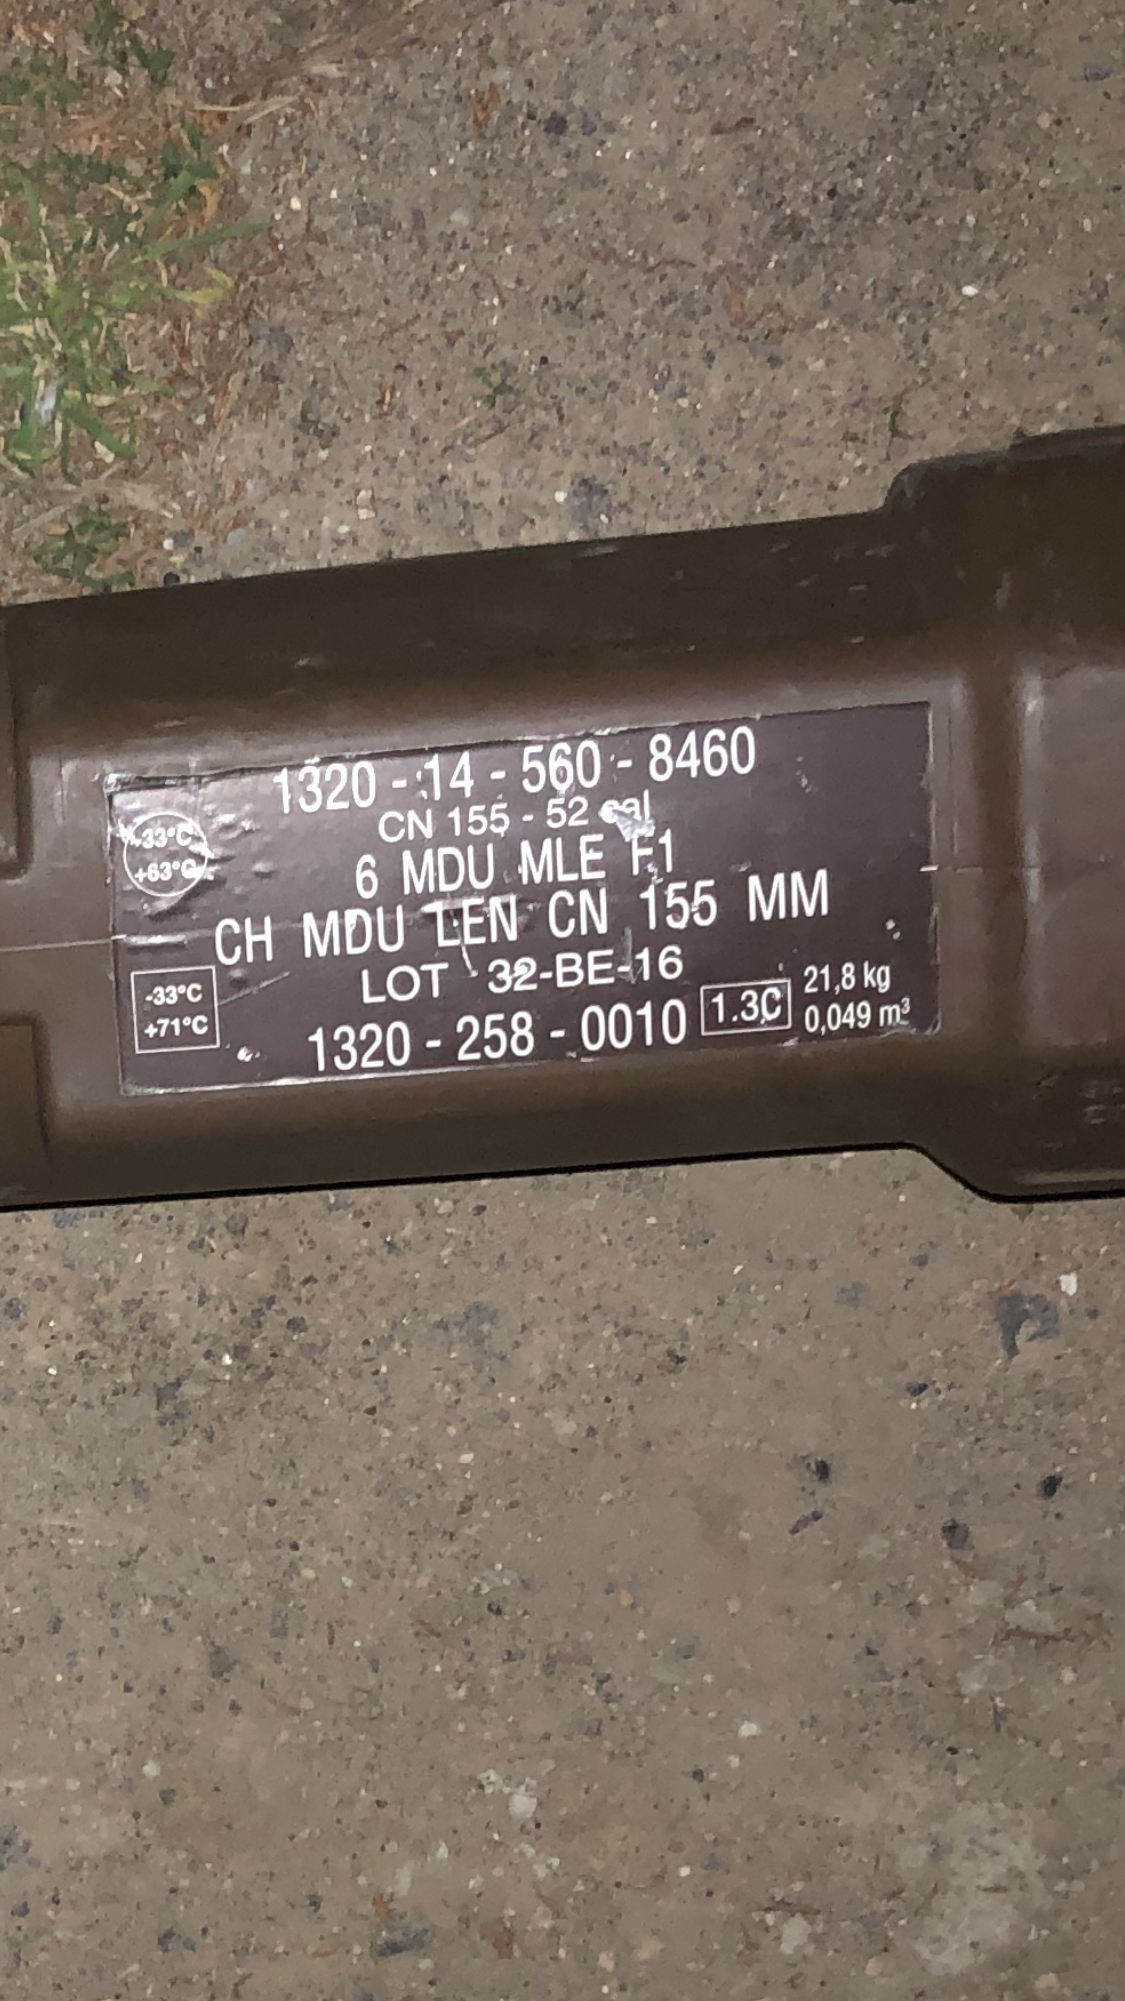 1320 - 14 - 560 - 8460
CN 155 - 52 cal
-33°C
+63°C
6 MDU MLE F1
CH MDU LEN CN 155 MM
LOT 32-BE-16
-33°C
+71°C
1320 - 258 - 0010
1.3C
21,8 kg
0,049 m³